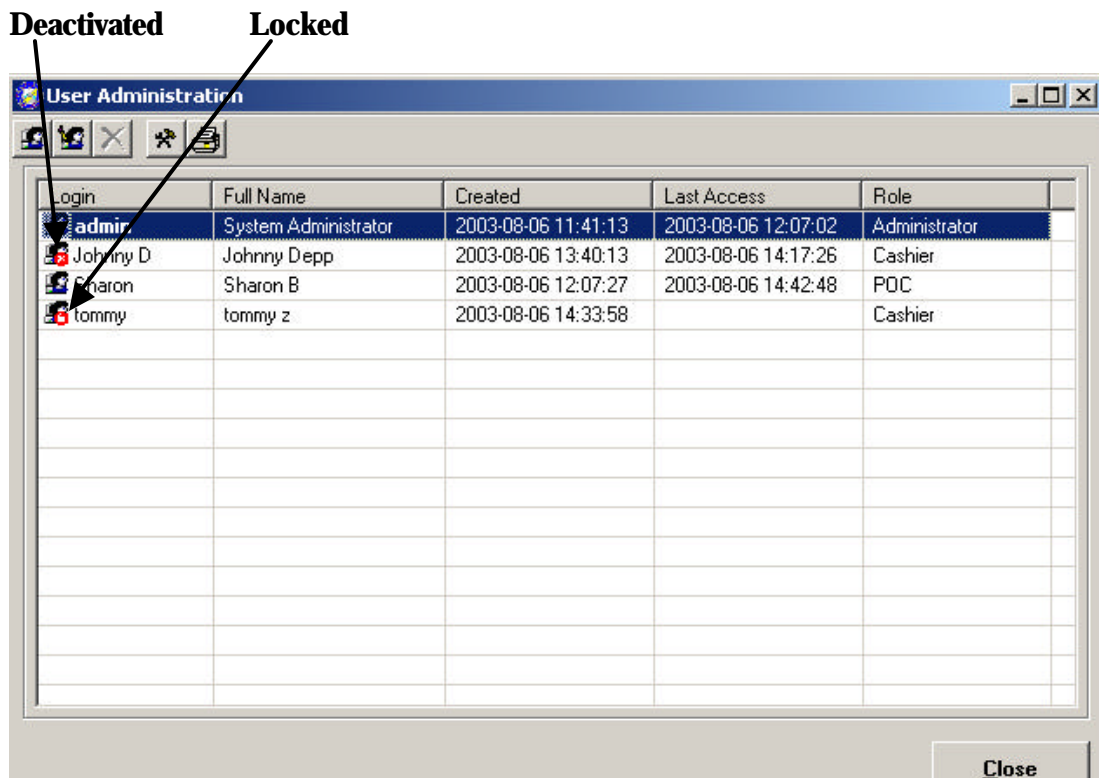 Deactivated Locked
User Administration
Login Full Name Created Last Access Role
admin System Administrator 2003-08-06 11:41:13 2003-08-06 12:07:02 Administrator
Johnny D Johnny Depp 2003-08-06 13:40:13 2003-08-06 14:17:26 Cashier
Sharon Sharon B 2003-08-06 12:07:27 2003-08-06 14:42:48 POC
tommy tommy z 2003-08-06 14:33:58 Cashier
Close